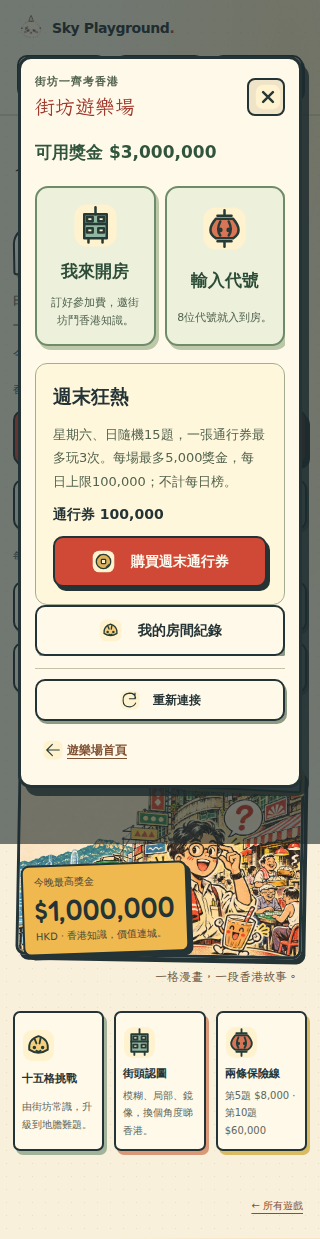 Sky Playground.
街坊一齊考香港
街坊遊樂場
可用獎金 $3,000,000
我來開房
訂好參加費，邀街
坊鬥香港知識。
輸入代號
8位代號就入到房。
週末狂熱
星期六、日隨機15題，一張通行券最
多玩3次。每場最多5,000獎金，每
日上限100,000；不計每日榜。
通行券 100,000
購買週末通行券
我的房間紀錄
重新連接
← 遊樂場首頁
?
今晚最高獎金
$1,000,000
HKD · 香港知識，價值連城。
一格漫畫，一段香港故事。
十五格挑戰
由街坊常識，升
級到地膽難題。
街頭認圖
模糊、局部、鏡
像，換個角度睇
香港。
兩條保險線
第5題 $8,000 ·
第10題
$60,000
← 所有遊戲